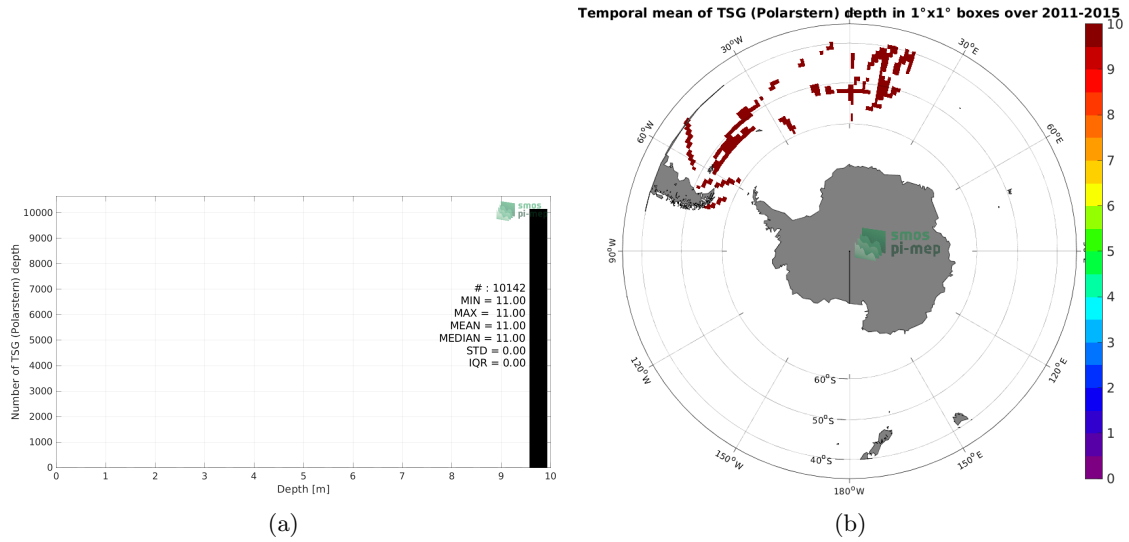 10000
9000
8000
7000
6000
5000
4000
3000
2000
1000
0
Number of TSG (Polarstern) depth
smos
pi-mep
# : 10142
MIN = 11.00
MAX = 11.00
MEAN = 11.00
MEDIAN = 11.00
STD = 0.00
IQR = 0.00
0 1 2 3 4 5 6 7 8 9 10
Depth [m]
(a)
Temporal mean of TSG (Polarstern) depth in 1°x1° boxes over 2011-2015
30°W
30°E
60°W
60°E
90°W
120°W
120°E
150°W
150°E
180°W
60°S
50°S
40°S
smos
pi-mep
10
9
8
7
6
5
4
3
2
1
0
(b)